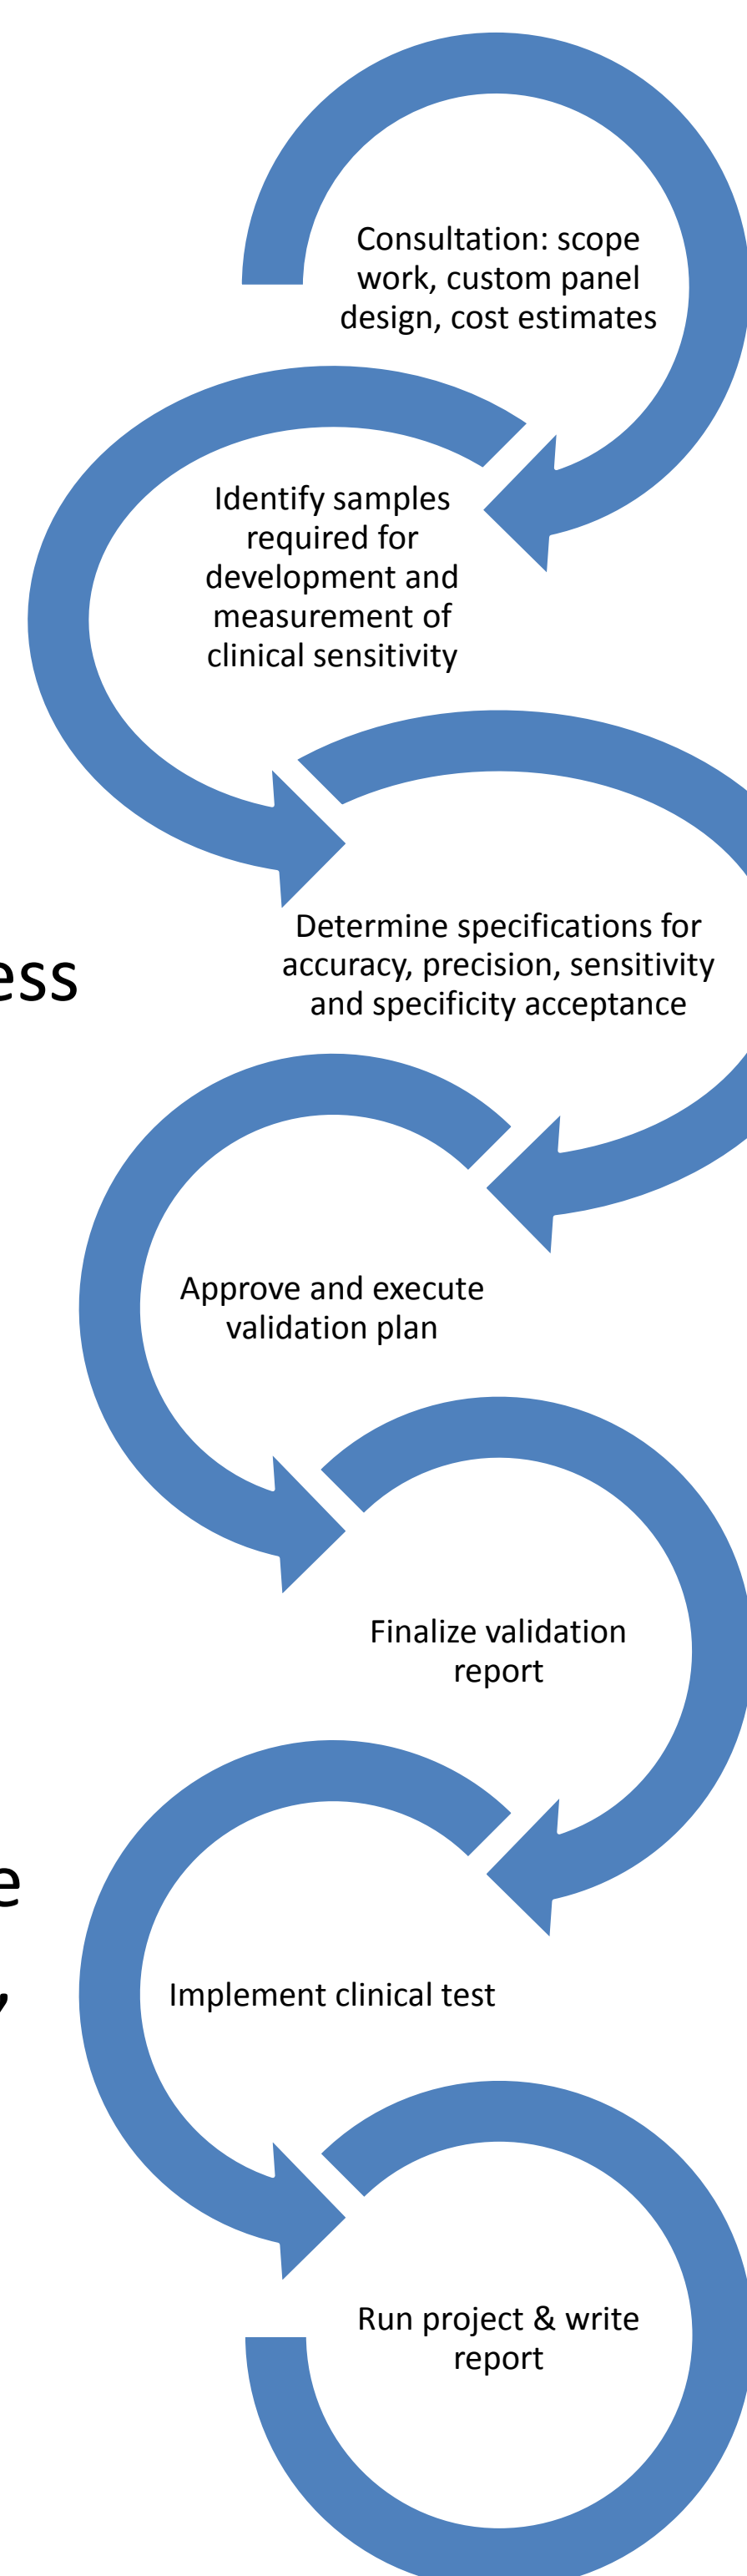 Consultation: scope
work, custom panel
design, cost estimates
Identify samples
required for
development and
measurement of
clinical sensitivity
Determine specifications for
accuracy, precision, sensitivity
and specificity acceptance
ess
Approve and execute
validation plan
Finalize validation
report
e
,
Implement clinical test
Run project & write
report